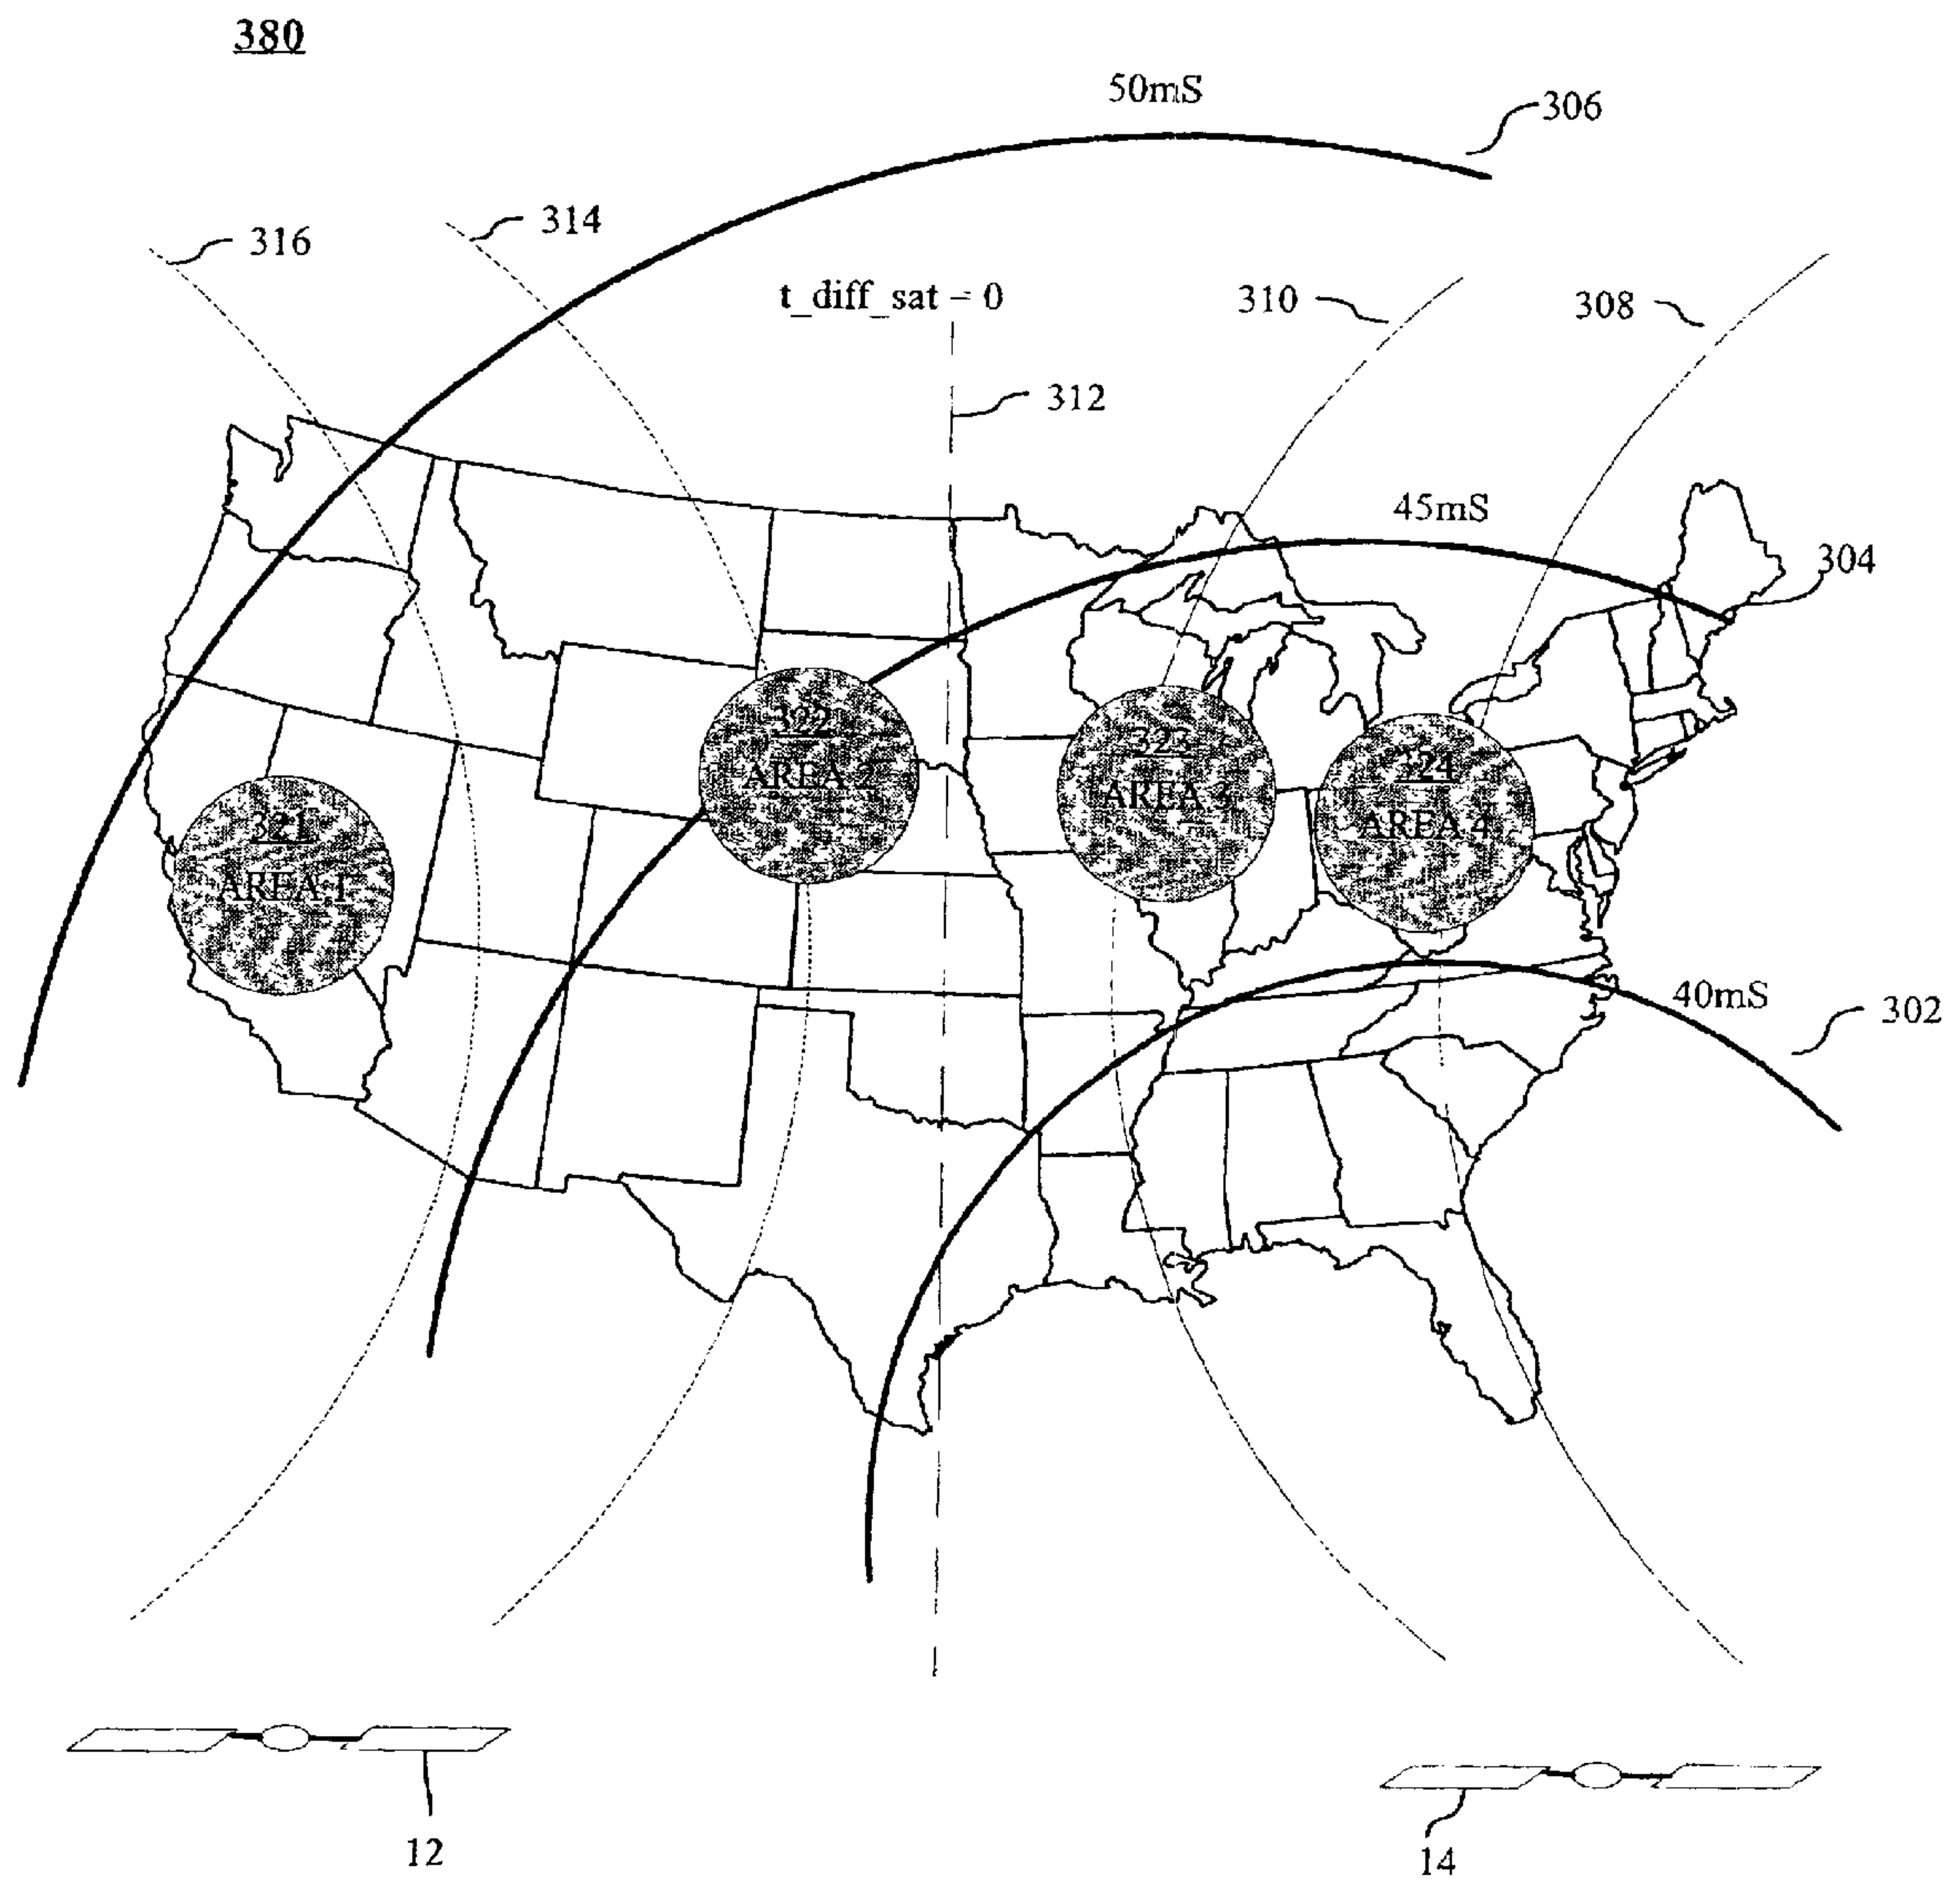 380
50mS
306
314
316
t_diff_sat = 0
310
308
312
45mS
304
322
AREA 2
323
AREA 3
324
AREA 4
321
AREA 1
40mS
302
12
14